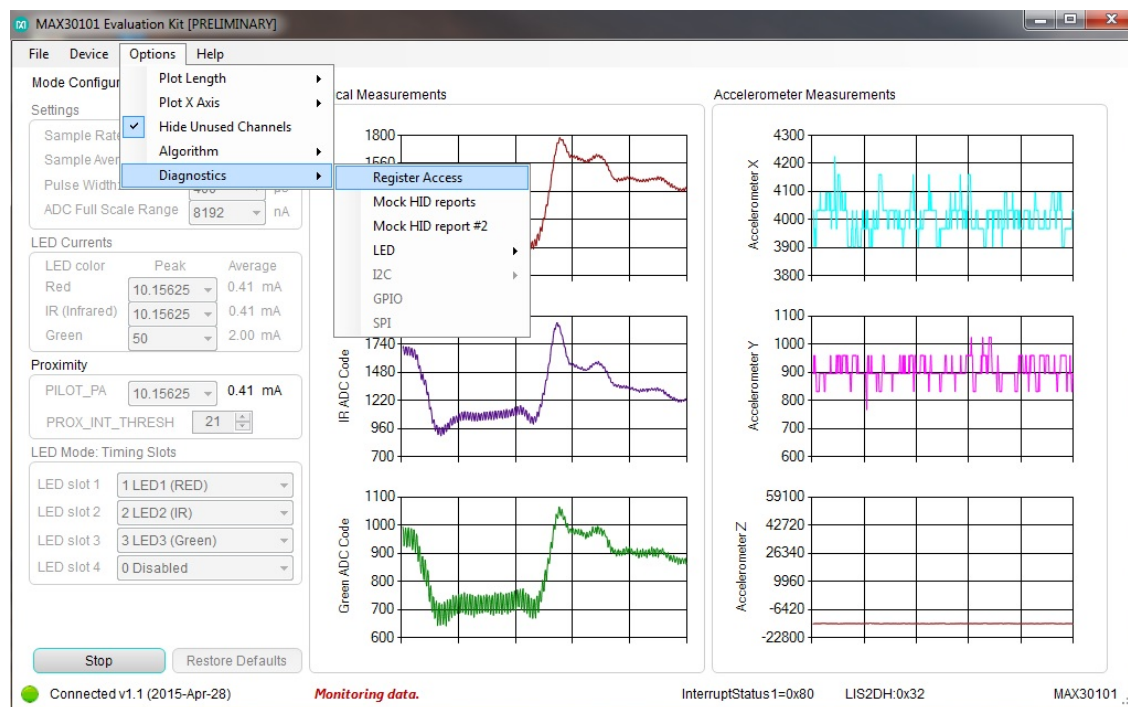 MAX30101 Evaluation Kit [PRELIMINARY]
File Device Options Help
Mode Configur
Settings
Sample Rate
Sample Aver
Pulse Width:
ADC Full Scale Range 8192 nA
LED Currents
LED color Peak Average
Red 10.15625 0.41 mA
IR (Infrared) 10.15625 0.41 mA
Green 50 2.00 mA
Proximity
PILOT_PA 10.15625 0.41 mA
PROX_INT_THRESH 21
LED Mode: Timing Slots
LED slot 1 1 LED1 (RED)
LED slot 2 2 LED2 (IR)
LED slot 3 3 LED3 (Green)
LED slot 4 0 Disabled
Stop Restore Defaults
Plot Length
Plot X Axis
Hide Unused Channels
Algorithm
Diagnostics
Register Access
Mock HID reports
Mock HID report #2
LED
I2C
GPIO
SPI
cal Measurements
1800
1560
IR ADC Code
1740
1480
1220
960
700
Green ADC Code
1100
1000
900
800
700
600
Accelerometer Measurements
Accelerometer X
4300
4200
4100
4000
3900
3800
Accelerometer Y
1100
1000
900
800
700
600
Accelerometer Z
59100
42720
26340
9960
-6420
-22800
Connected v1.1 (2015-Apr-28) Monitoring data. InterruptStatus1=0x80 LIS2DH:0x32 MAX30101